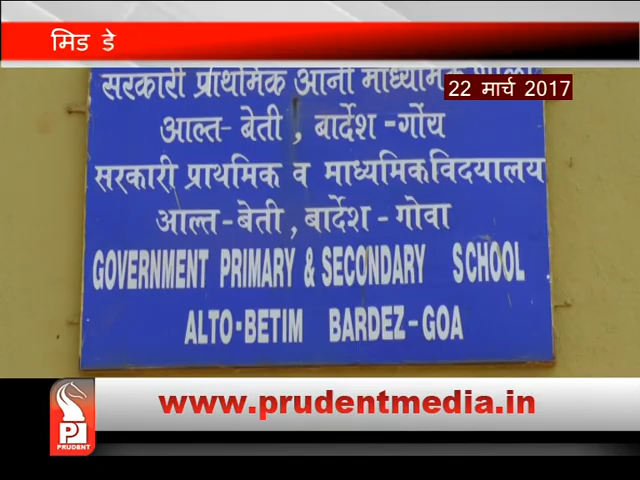 मिड डे
सरकारी प्राथमिक आनी माध्यमिक शाळा
22 मार्च 2017
आल्त-बेती, बार्देश-गोंय
सरकारी प्राथमिक व माध्यमिक विदयालय
आल्त-बेती, बार्देश-गोवा
GOVERNMENT PRIMARY & SECONDARY SCHOOL
ALTO-BETIM BARDEZ-GOA
www.prudentmedia.in
P
PRUDENT